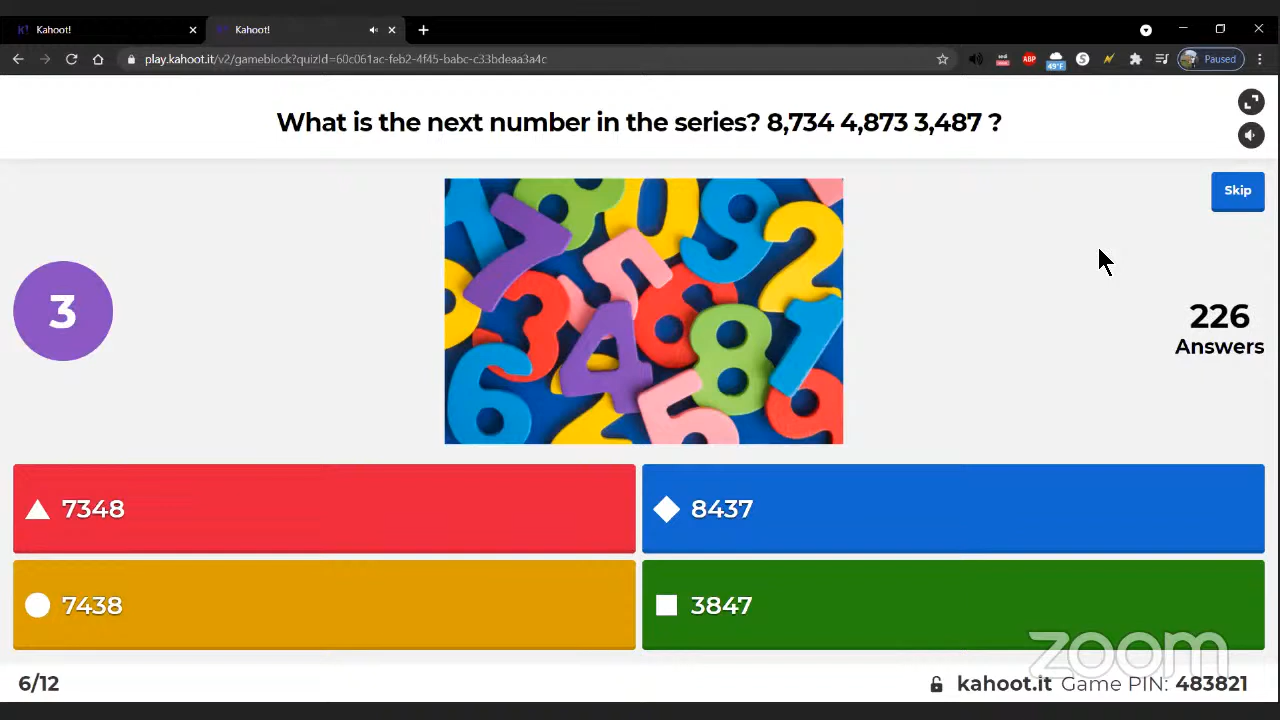 Kahoot!
Kahoot!
play.kahoot.it/v2/gameblock?quizId=60c061ac-feb2-4f45-babc-c33bdeaa3a4c
ABP
49°F
Paused
What is the next number in the series? 8,734 4,873 3,487 ?
Skip
3
226
Answers
7348
8437
7438
3847
zoom
6/12
kahoot.it Game PIN: 483821